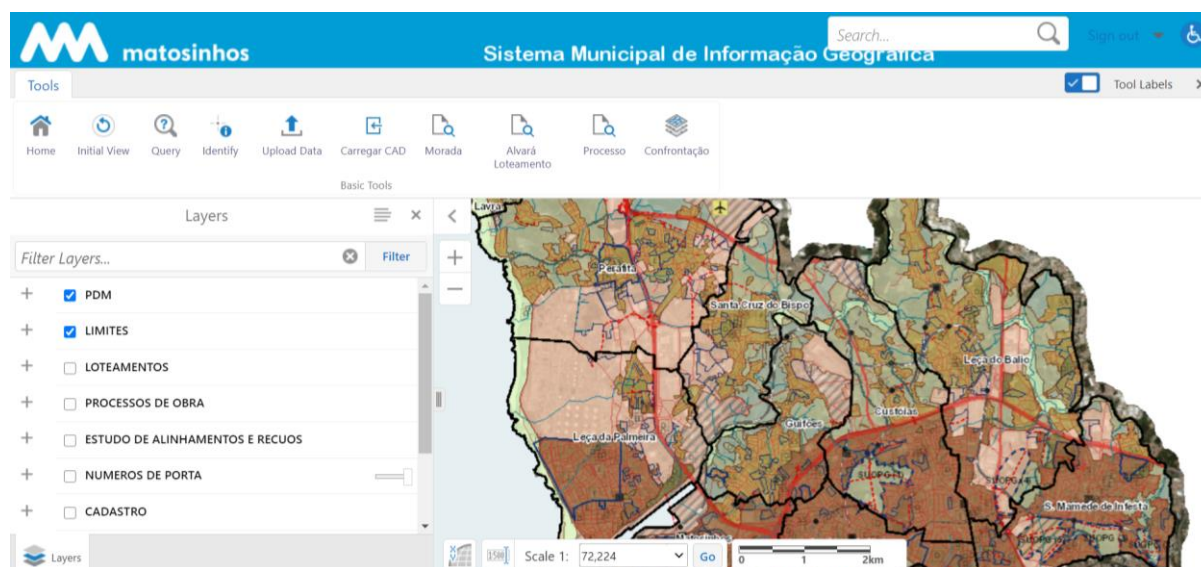 matosinhos
Sistema Municipal de Informação Geográfica
Search...
Sign out
Tools
Tool Labels
Home
Initial View
Query
Identify
Upload Data
Carregar CAD
Morada
Alvará
Loteamento
Processo
Confrontação
Basic Tools
Layers
Filter Layers...
Filter
PDM
LIMITES
LOTEAMENTOS
PROCESSOS DE OBRA
ESTUDO DE ALINHAMENTOS E RECUOS
NUMEROS DE PORTA
CADASTRO
Layers
Lavra
Perafita
Santa Cruz do Bispo
Leça do Balio
Custóias
Leça da Palmeira
Guifões
S. Mamede de Infesta
Matosinhos
Scale 1:
72,224
Go
0
1
2km